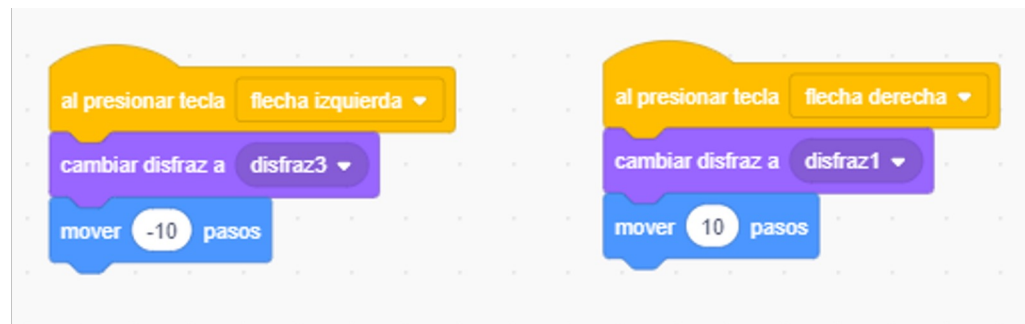 al presionar tecla flecha izquierda
cambiar disfraz a disfraz3
mover -10 pasos
al presionar tecla flecha derecha
cambiar disfraz a disfraz1
mover 10 pasos